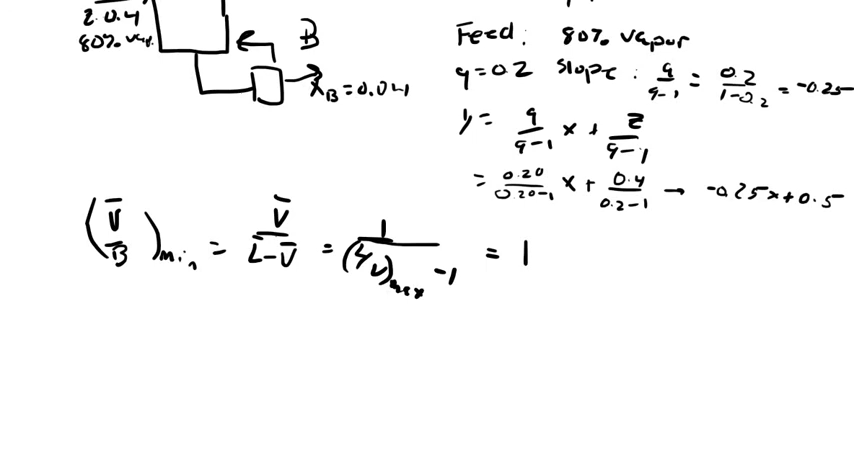 z 0.4
80% vap.
B
x_B = 0.04
Feed: 80% vapor
q = 0.2 slope: q/(q-1) = 0.2/(1-0.2) = -0.25
y = q/(q-1) x + z/(q-1)
= 0.20/(0.20-1) x + 0.4/(0.2-1) → -0.25x + 0.5
(V̄/B)min = V̄/(L̄-V̄) = 1/((L/V)max -1) = 1